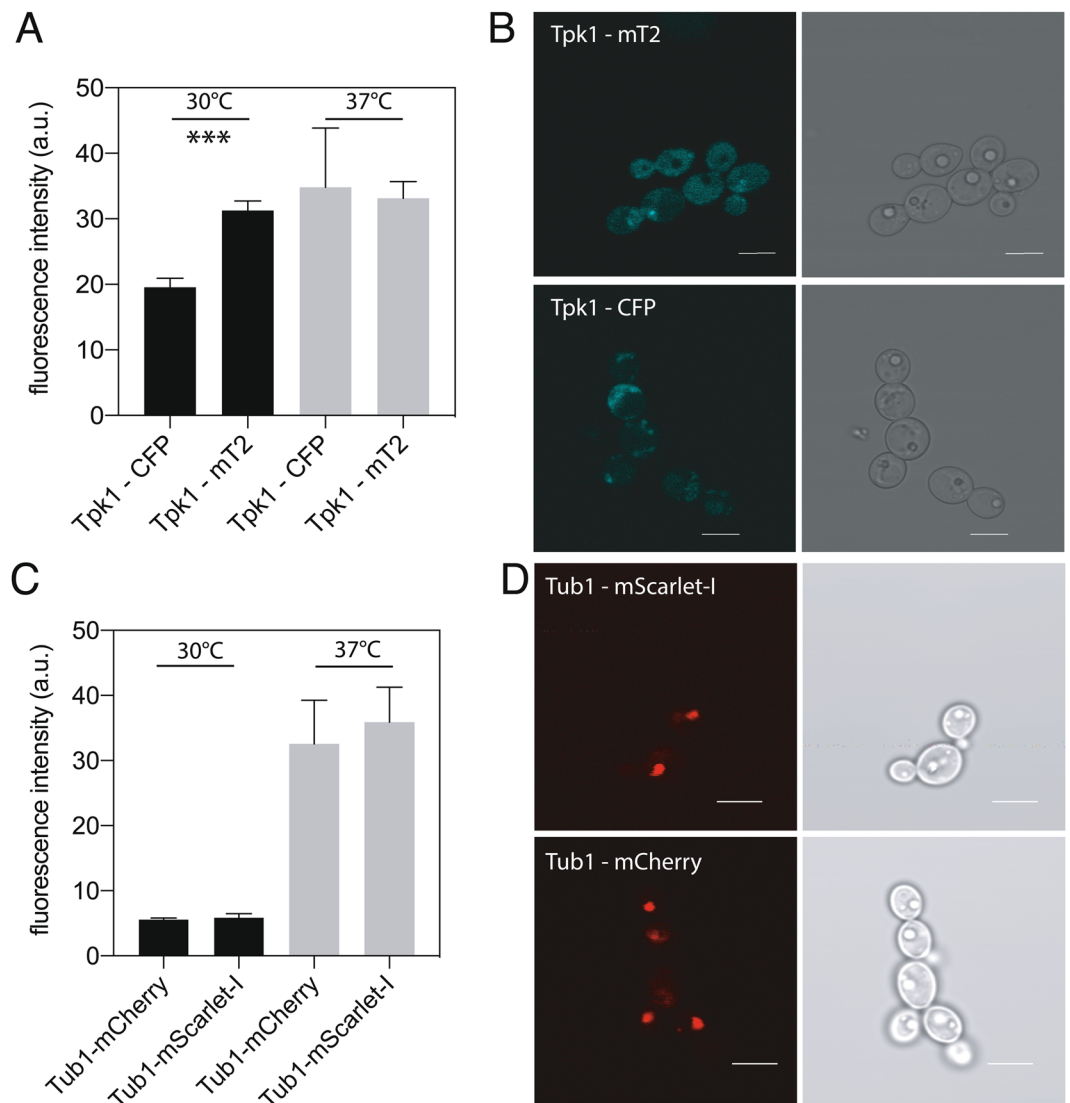 A
fluorescence intensity (a.u.)
50
40
30
20
10
0
30°C
***
37°C
Tpk1 - CFP
Tpk1 - mT2
Tpk1 - CFP
Tpk1 - mT2
B
Tpk1 - mT2
Tpk1 - CFP
C
fluorescence intensity (a.u.)
50
40
30
20
10
0
30°C
37°C
Tub1-mCherry
Tub1-mScarlet-I
Tub1-mCherry
Tub1-mScarlet-I
D
Tub1 - mScarlet-I
Tub1 - mCherry